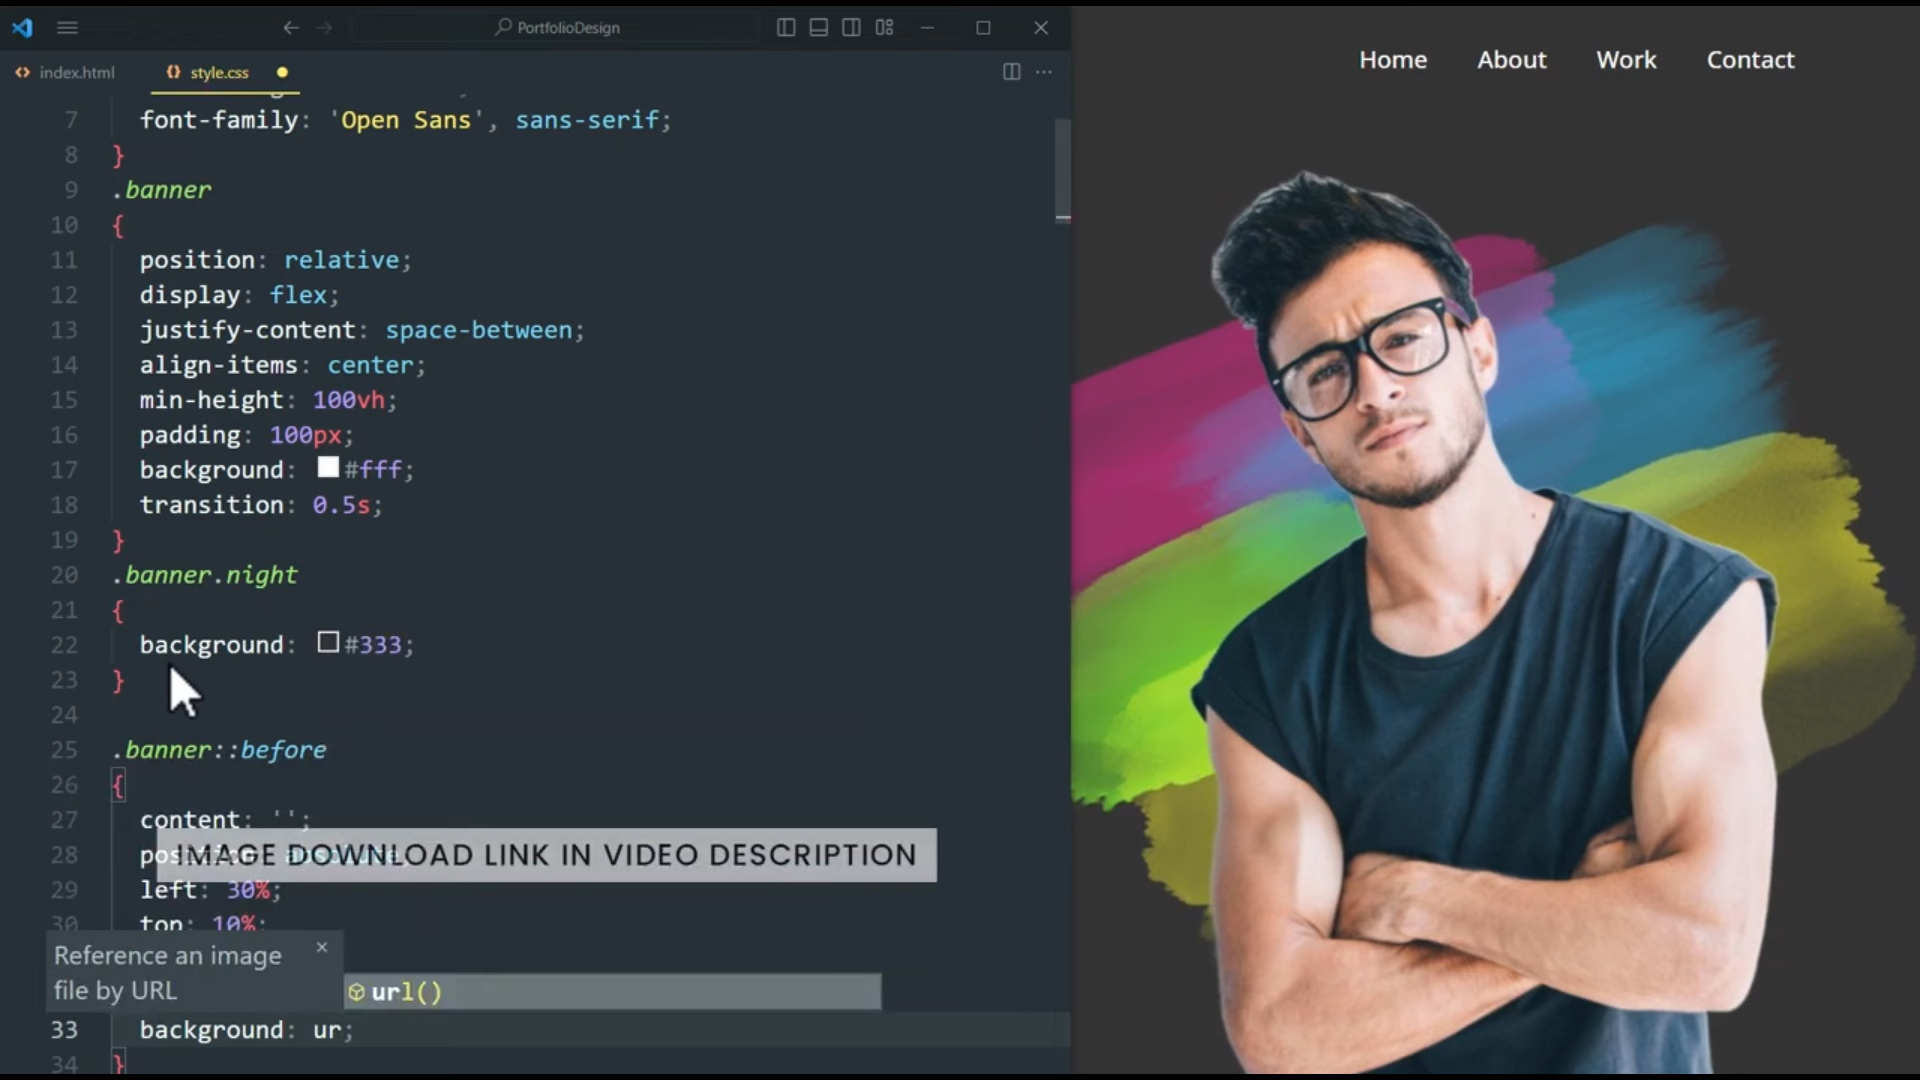 PortfolioDesign
index.html
style.css
7 font-family: 'Open Sans', sans-serif;
8 }
9 .banner
10 {
11 position: relative;
12 display: flex;
13 justify-content: space-between;
14 align-items: center;
15 min-height: 100vh;
16 padding: 100px;
17 background: #fff;
18 transition: 0.5s;
19 }
20 .banner.night
21 {
22 background: #333;
23 }
24
25 .banner::before
26 {
27 content: '';
28 position: absolute;
IMAGE DOWNLOAD LINK IN VIDEO DESCRIPTION
29 left: 30%;
30 top: 10%;
Reference an image
file by URL
url()
33 background: ur;
34 }
Home About Work Contact